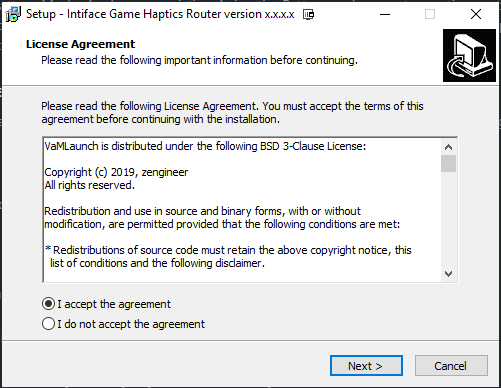 Setup - Intiface Game Haptics Router version x.x.x.x
License Agreement
Please read the following important information before continuing.
Please read the following License Agreement. You must accept the terms of this
agreement before continuing with the installation.
VaMLaunch is distributed under the following BSD 3-Clause License:
Copyright (c) 2019, zengineer
All rights reserved.
Redistribution and use in source and binary forms, with or without
modification, are permitted provided that the following conditions are met:
* Redistributions of source code must retain the above copyright notice, this
list of conditions and the following disclaimer.
I accept the agreement
I do not accept the agreement
Next >
Cancel